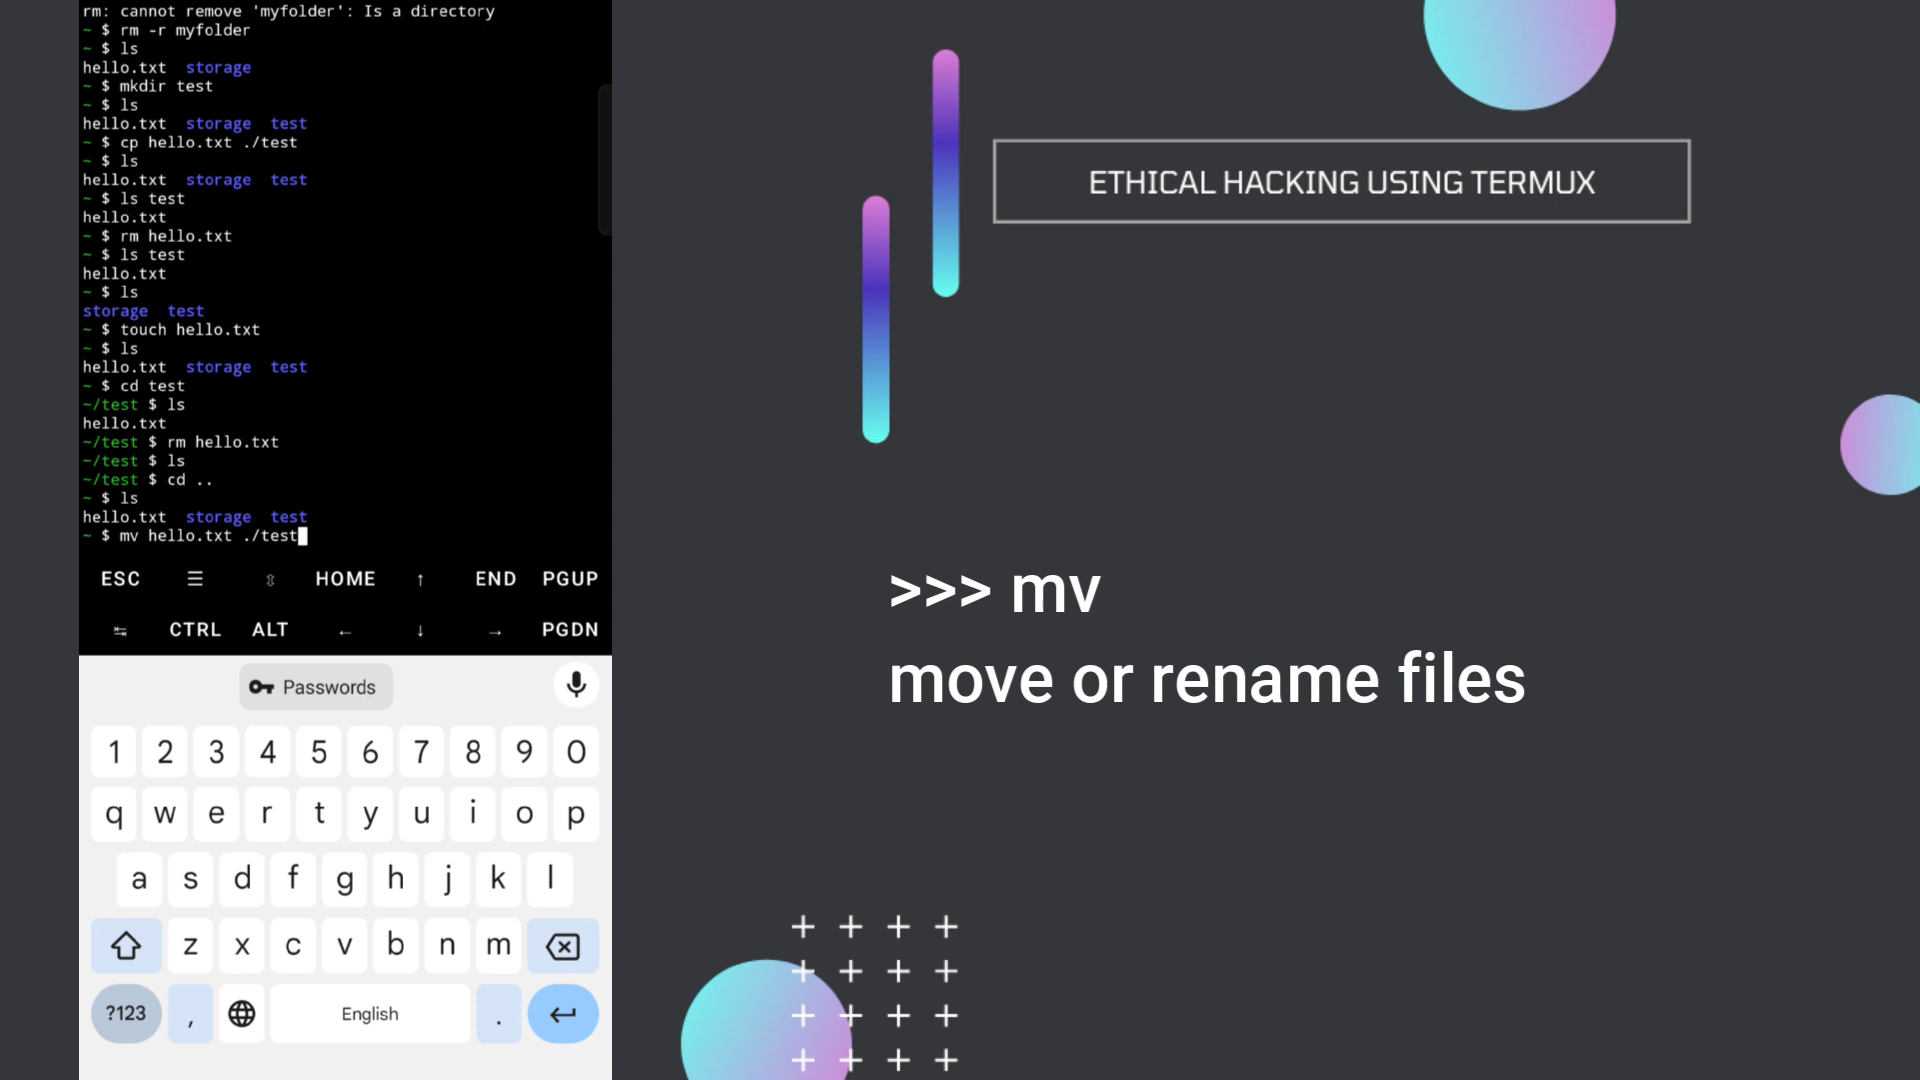 rm: cannot remove 'myfolder': Is a directory
~ $ rm -r myfolder
~ $ ls
hello.txt  storage
~ $ mkdir test
~ $ ls
hello.txt  storage  test
~ $ cp hello.txt ./test
~ $ ls
hello.txt  storage  test
~ $ ls test
hello.txt
~ $ rm hello.txt
~ $ ls test
hello.txt
~ $ ls
storage  test
~ $ touch hello.txt
~ $ ls
hello.txt  storage  test
~ $ cd test
~/test $ ls
hello.txt
~/test $ rm hello.txt
~/test $ ls
~/test $ cd ..
~ $ ls
hello.txt  storage  test
~ $ mv hello.txt ./test
ESC ☰ ⇳ HOME ↑ END PGUP
↹ CTRL ALT ← ↓ → PGDN
Passwords
1 2 3 4 5 6 7 8 9 0
q w e r t y u i o p
a s d f g h j k l
z x c v b n m
?123 , English .
ETHICAL HACKING USING TERMUX
>>> mv
move or rename files